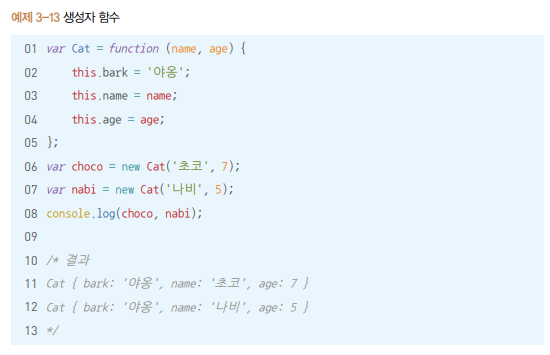 예제 3-13 생성자 함수
01 var Cat = function (name, age) {
02 this.bark = '야옹';
03 this.name = name;
04 this.age = age;
05 };
06 var choco = new Cat('초코', 7);
07 var nabi = new Cat('나비', 5);
08 console.log(choco, nabi);
09
10 /* 결과
11 Cat { bark: '야옹', name: '초코', age: 7 }
12 Cat { bark: '야옹', name: '나비', age: 5 }
13 */